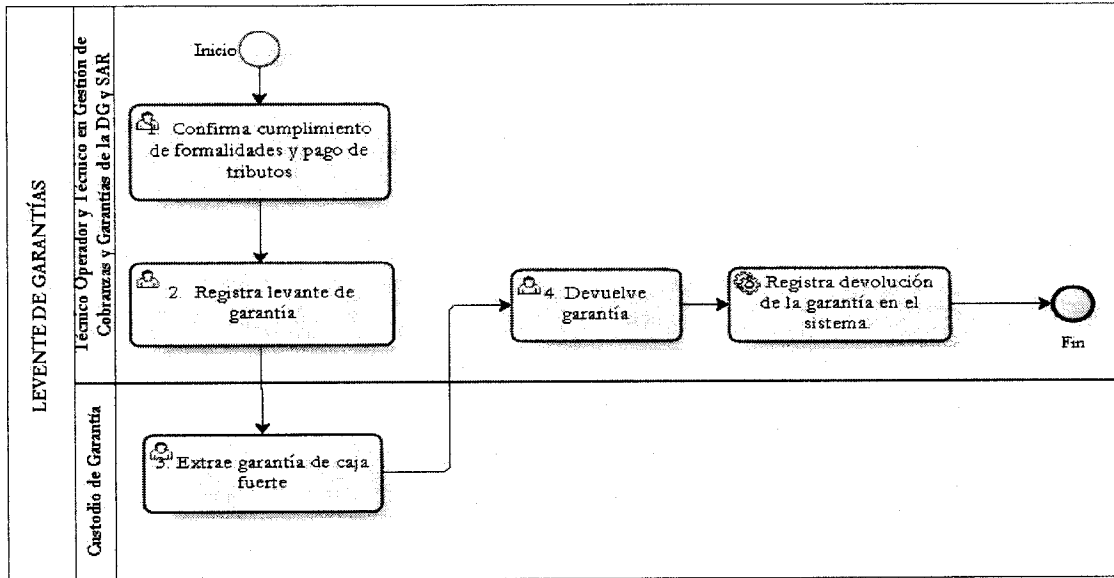 LEVENTE DE GARANTÍAS
Técnico Operador y Técnico en Gestión de
Cobranzas y Garantías de la DG y SAR
Inicio
1. Confirma cumplimiento
de formalidades y pago de
tributos
2. Registra levante de
garantía
4. Devuelve
garantía
Registra devolución
de la garantía en el
sistema
Fin
Custodio de Garantía
3. Extrae garantía de caja
fuerte